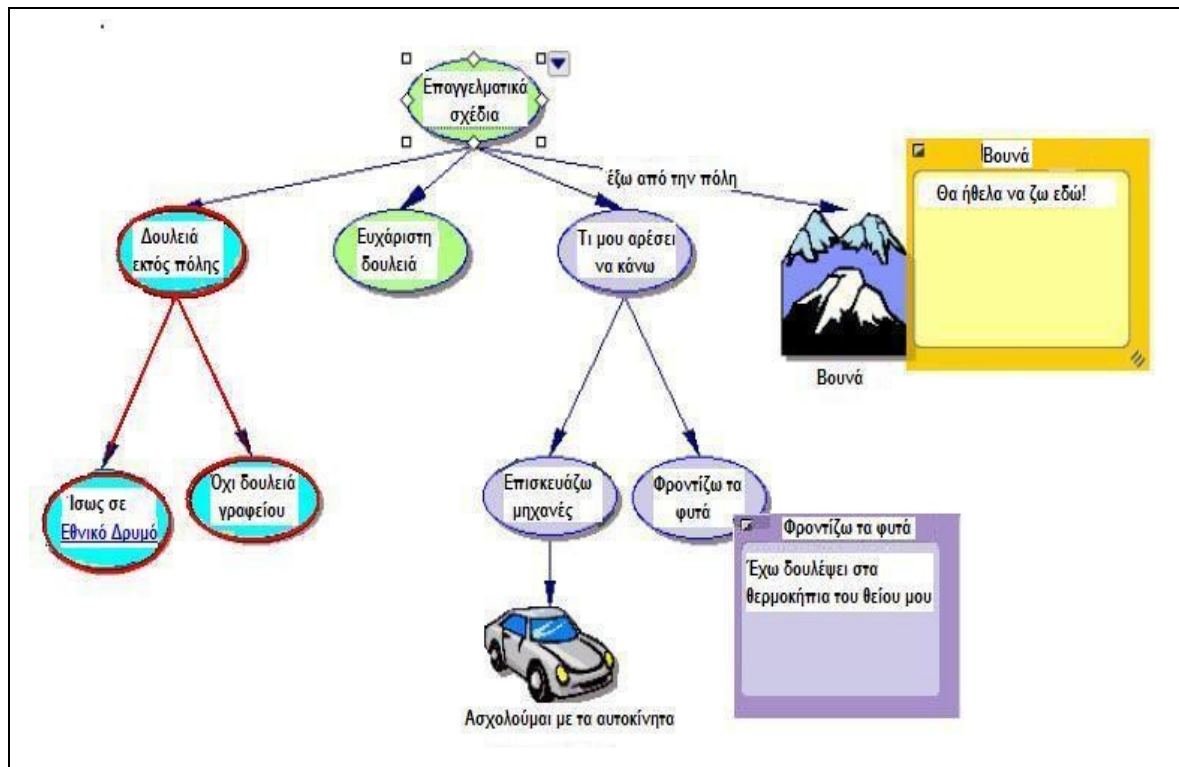 Επαγγελματικά
σχέδια
έξω από την πόλη
Βουνά
Θα ήθελα να ζω εδώ!
Δουλειά
εκτός πόλης
Ευχάριστη
δουλειά
Τι μου αρέσει
να κάνω
Βουνά
Ίσως σε
Εθνικό Δρυμό
Όχι δουλειά
γραφείου
Επισκευάζω
μηχανές
Φροντίζω τα
φυτά
Φροντίζω τα φυτά
Έχω δουλέψει στα
θερμοκήπια του θείου μου
Ασχολούμαι με τα αυτοκίνητα